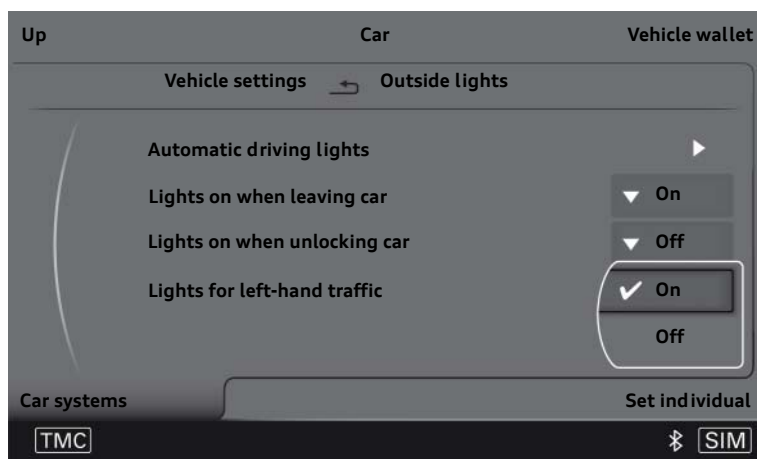 Up Car Vehicle wallet
Vehicle settings Outside lights
Automatic driving lights
Lights on when leaving car On
Lights on when unlocking car Off
Lights for left-hand traffic On
Off
Car systems Set individual
TMC SIM